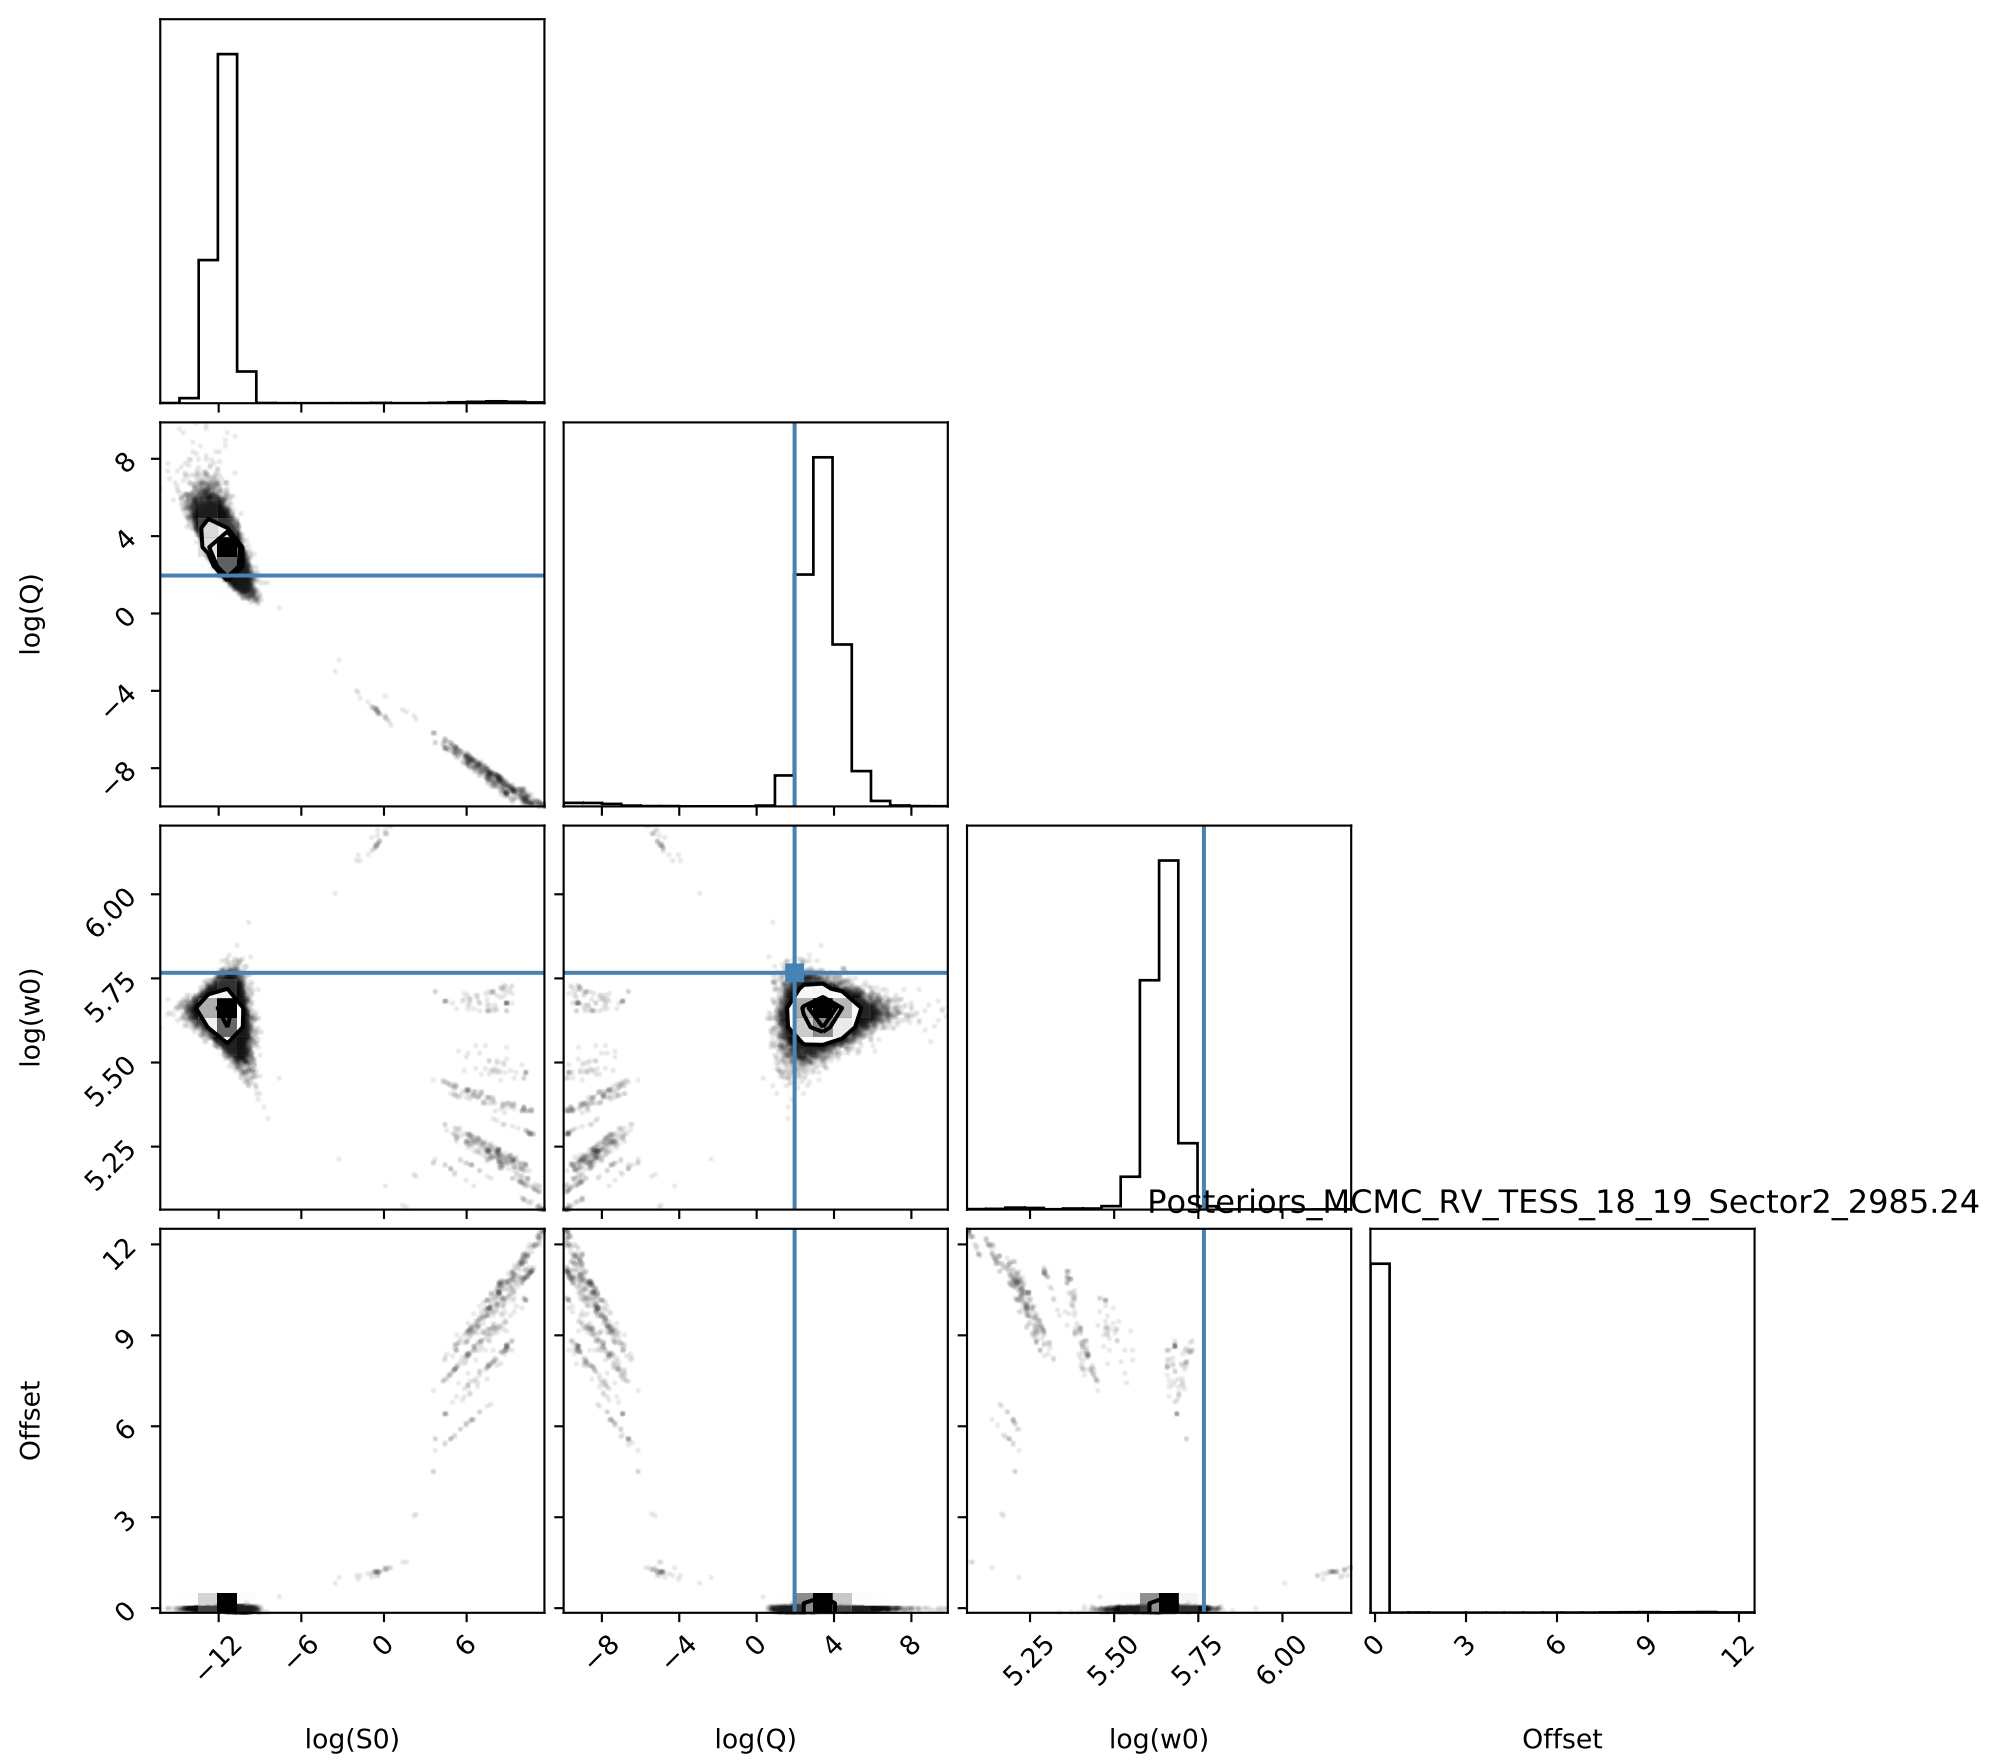 8
4
0
−4
−8
log(Q)
6.00
5.75
5.50
5.25
log(w0)
Posteriors_MCMC_RV_TESS_18_19_Sector2_2985.24
12
9
6
3
0
Offset
−12 −6 0 6
−8 −4 0 4 8
5.25 5.50 5.75 6.00
0 3 6 9 12
log(S0) log(Q) log(w0) Offset